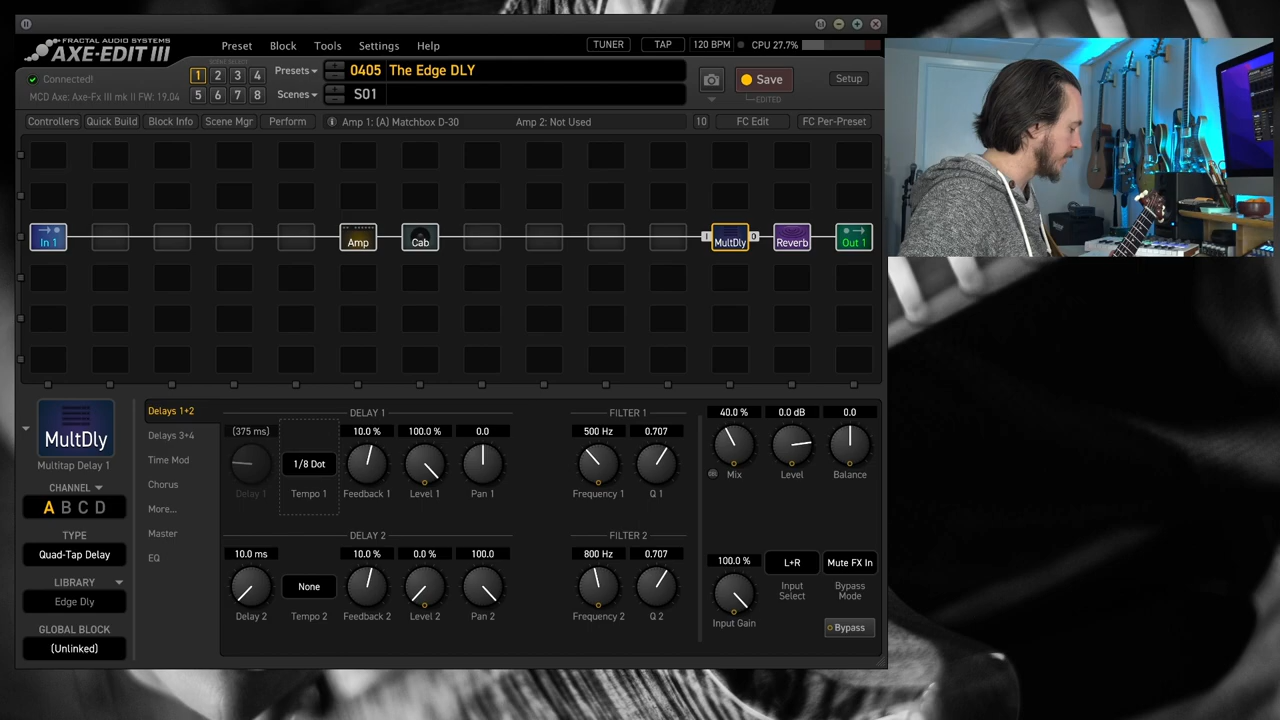 FRACTAL AUDIO SYSTEMS
AXE-EDIT III
Preset Block Tools Settings Help
TUNER TAP 120 BPM CPU 27.7%
Connected!
MCD Axe: Axe-Fx III mk II FW: 19.04
SCENE SELECT
1 2 3 4
5 6 7 8
Presets 0405 The Edge DLY
Scenes S01
Save
EDITED
Setup
Controllers Quick Build Block Info Scene Mgr Perform Amp 1: (A) Matchbox D-30 Amp 2: Not Used 10 FC Edit FC Per-Preset
In 1 Amp Cab I MultDly O Reverb Out 1
MultDly
Multitap Delay 1
CHANNEL
A B C D
TYPE
Quad-Tap Delay
LIBRARY
Edge Dly
GLOBAL BLOCK
(Unlinked)
Delays 1+2
Delays 3+4
Time Mod
Chorus
More...
Master
EQ
DELAY 1 FILTER 1
(375 ms) 10.0 % 100.0 % 0.0 500 Hz 0.707
1/8 Dot
Delay 1 Tempo 1 Feedback 1 Level 1 Pan 1 Frequency 1 Q 1
DELAY 2 FILTER 2
10.0 ms 10.0 % 0.0 % 100.0 800 Hz 0.707
None
Delay 2 Tempo 2 Feedback 2 Level 2 Pan 2 Frequency 2 Q 2
40.0 % 0.0 dB 0.0
Mix Level Balance
100.0 % L+R Mute FX In
Input Gain Input Select Bypass Mode
Bypass